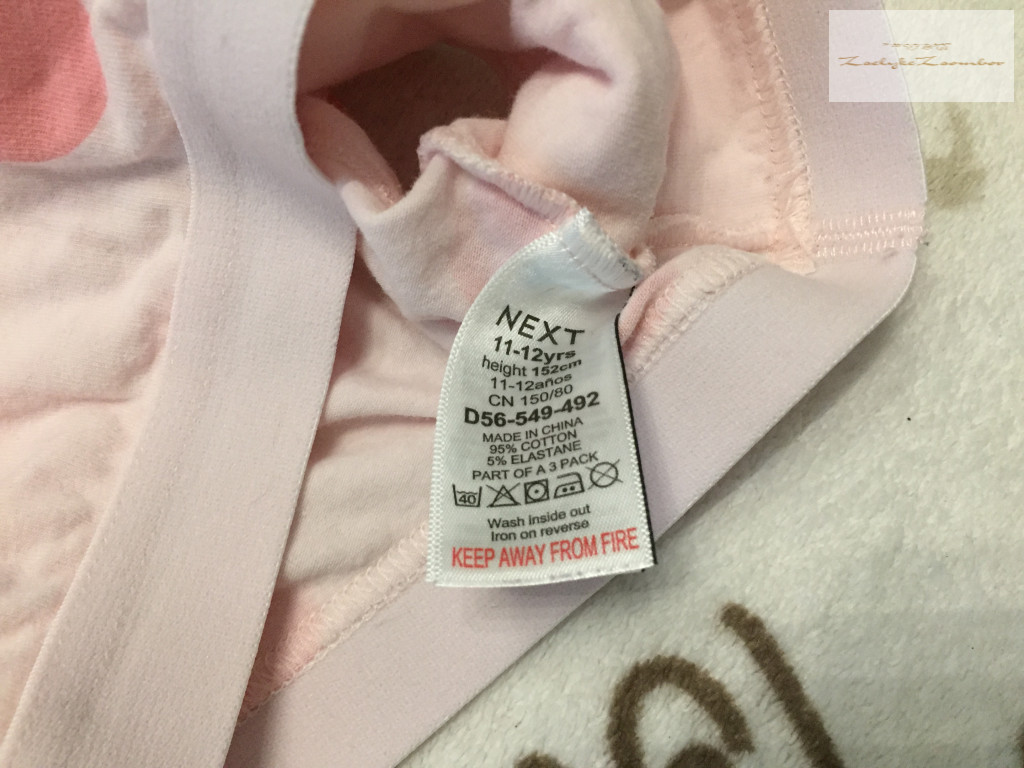 NEXT
11-12yrs
height 152cm
11-12años
CN 150/80
D56-549-492
MADE IN CHINA
95% COTTON
5% ELASTANE
PART OF A 3 PACK
40
Wash inside out
Iron on reverse
KEEP AWAY FROM FIRE